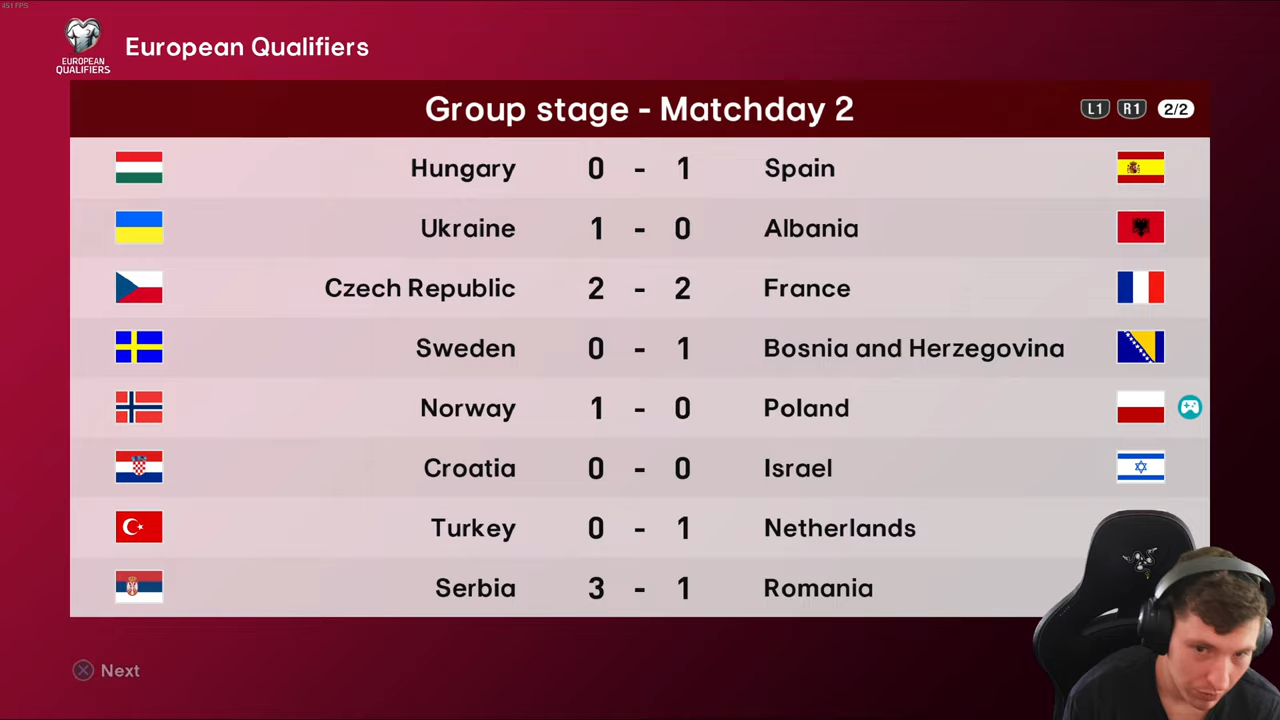 451 FPS
European Qualifiers
EUROPEAN
QUALIFIERS
Group stage - Matchday 2
L1 R1 2/2
Hungary 0 - 1 Spain
Ukraine 1 - 0 Albania
Czech Republic 2 - 2 France
Sweden 0 - 1 Bosnia and Herzegovina
Norway 1 - 0 Poland
Croatia 0 - 0 Israel
Turkey 0 - 1 Netherlands
Serbia 3 - 1 Romania
Next